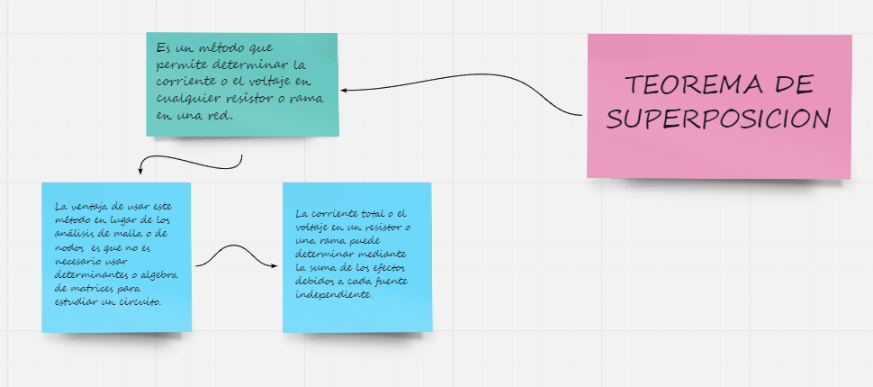 TEOREMA DE
SUPERPOSICION
Es un método que
permite determinar la
corriente o el voltaje en
cualquier resistor o rama
en una red.
La ventaja de usar este
método en lugar de los
análisis de malla o de
nodos es que no es
necesario usar
determinantes o algebra
de matrices para
estudiar un circuito.
La corriente total o el
voltaje en un resistor o
una rama puede
determinar mediante
la suma de los efectos
debidos a cada fuente
independiente.